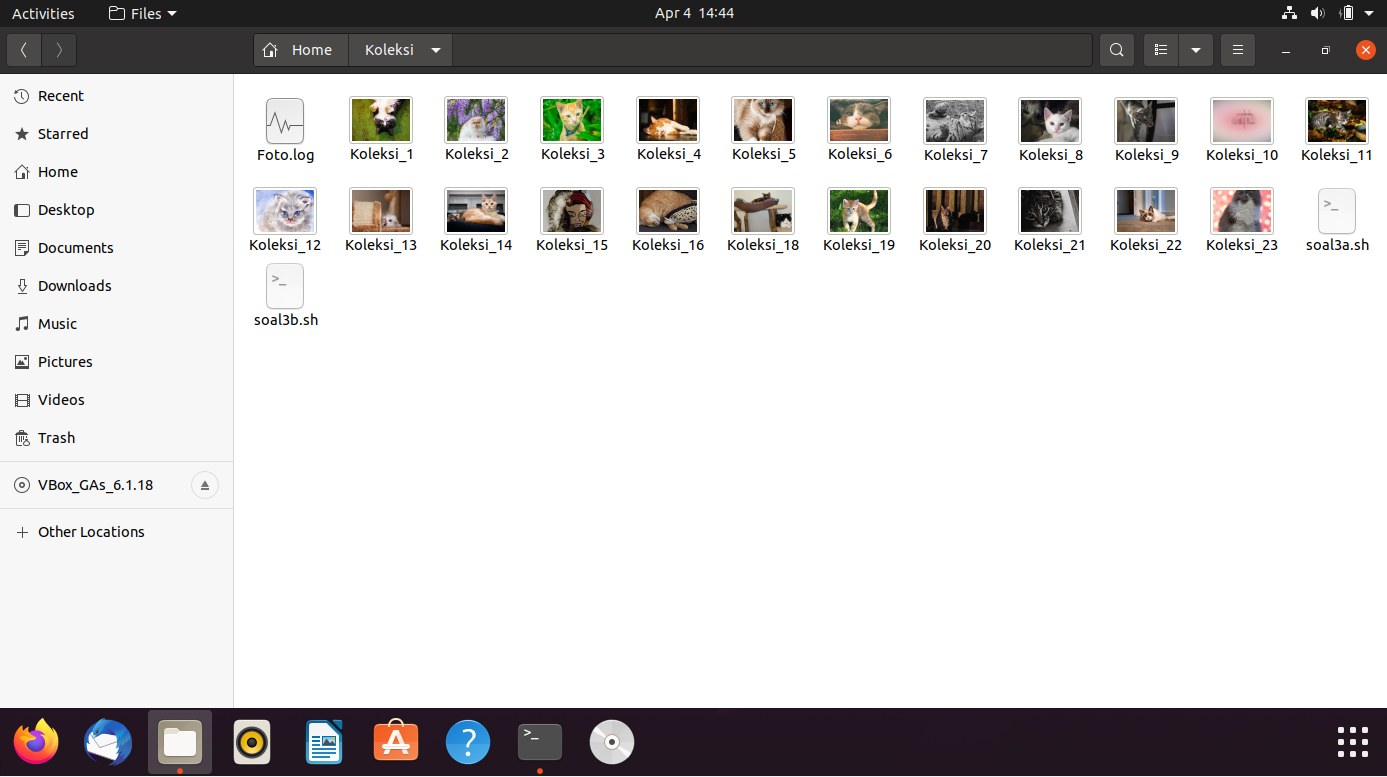 Activities Files Apr 4 14:44
Home Koleksi
Recent
Starred
Home
Desktop
Documents
Downloads
Music
Pictures
Videos
Trash
VBox_GAs_6.1.18
Other Locations
Foto.log Koleksi_1 Koleksi_2 Koleksi_3 Koleksi_4 Koleksi_5 Koleksi_6 Koleksi_7 Koleksi_8 Koleksi_9 Koleksi_10 Koleksi_11
Koleksi_12 Koleksi_13 Koleksi_14 Koleksi_15 Koleksi_16 Koleksi_18 Koleksi_19 Koleksi_20 Koleksi_21 Koleksi_22 Koleksi_23 soal3a.sh
soal3b.sh